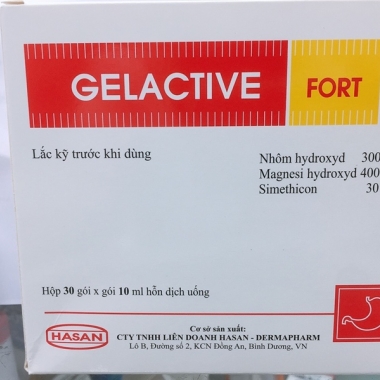 GELACTIVE FORT
Lắc kỹ trước khi dùng
Nhôm hydroxyd 300
Magnesi hydroxyd 400
Simethicon 30
Hộp 30 gói x gói 10 ml hỗn dịch uống
HASAN
Cơ sở sản xuất:
CTY TNHH LIÊN DOANH HASAN - DERMAPHARM
Lô B, Đường số 2, KCN Đồng An, Bình Dương, VN